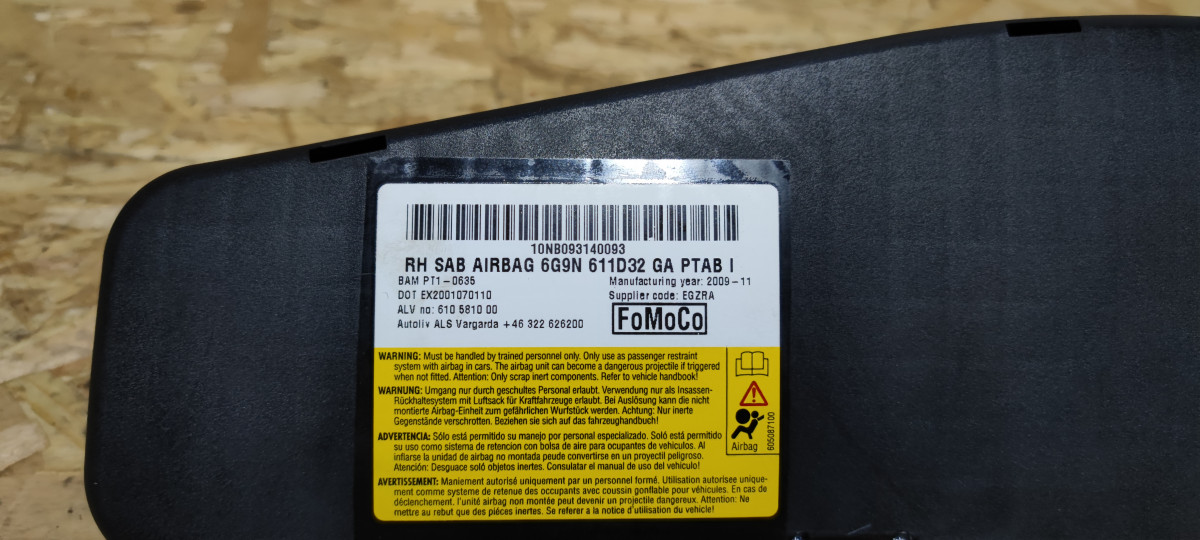 10NB093140093
RH SAB AIRBAG 6G9N 611D32 GA PTAB I
BAM PT1-0635
Manufacturing year: 2009-11
DOT EX2001070110
Supplier code: EGZRA
ALV no: 610 5810 00
Autoliv ALS Vargarda +46 322 626200
FoMoCo
WARNING: Must be handled by trained personnel only. Only use as passenger restraint
system with airbag in cars. The airbag unit can become a dangerous projectile if triggered
when not fitted. Attention: Only scrap inert components. Refer to vehicle handbook!
WARNUNG: Umgang nur durch geschultes Personal erlaubt. Verwendung nur als Insassen-
Rückhaltesystem mit Luftsack für Kraftfahrzeuge erlaubt. Bei Auslösung kann die nicht
montierte Airbag-Einheit zum gefährlichen Wurfstück werden. Achtung: Nur inerte
Gegenstände verschrotten. Beziehen sie sich auf das fahrzeughandbuch!
ADVERTENCIA: Sólo está permitido su manejo por personal especializado. Soló está permitido
su uso como sistema de retencion con bolsa de aire para ocupantes de vehículos. Al
inflarse la unidad de airbag no montada peude convertirse en un proyectil peligroso.
Atención: Desguace soló objetos inertes. Consulatar el manual de uso del vehículo!
AVERTISSEMENT: Maniement autorisé uniquement par un personnel formé. Utilisation autorisee unique-
ment comme systeme de retenue des occupants avec coussin gonflable pour véhicules. En cas de
déclenchement. l'unité airbag non montée peut devenir un projectile dangereux. Attention: Ne
mettre au rebut que des piéces inertes. Se referer a la notice d'utilisation du vehicle!
Airbag
605087100